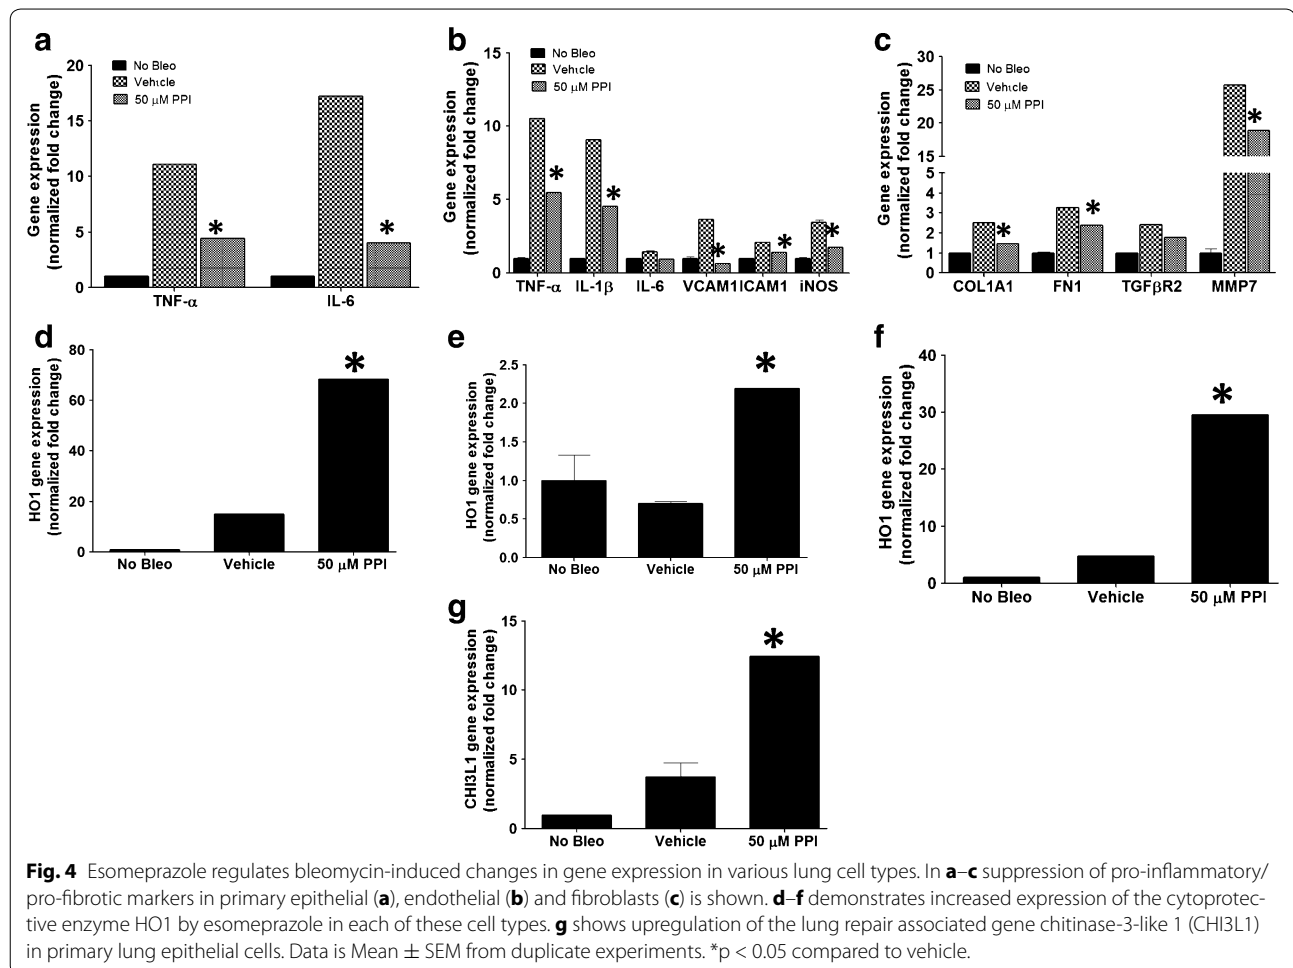 a
No Bleo
Vehicle
50 μM PPI
Gene expression
(normalized fold change)
20
15
10
5
0
TNF-α IL-6
b
No Bleo
Vehicle
50 μM PPI
Gene expression
(normalized fold change)
15
10
5
0
* * * * *
TNF-α IL-1β IL-6 VCAM1 ICAM1 iNOS
c
No Bleo
Vehicle
50 μM PPI
Gene expression
(normalized fold change)
30
25
20
15
5
4
3
2
1
0
* * *
COL1A1 FN1 TGFβR2 MMP7
d
HO1 gene expression
(normalized fold change)
80
60
40
20
0
*
No Bleo Vehicle 50 μM PPI
e
HO1 gene expression
(normalized fold change)
2.5
2.0
1.5
1.0
0.5
0.0
*
No Bleo Vehicle 50 μM PPI
f
HO1 gene expression
(normalized fold change)
40
30
20
10
0
*
No Bleo Vehicle 50 μM PPI
g
CHI3L1 gene expression
(normalized fold change)
15
10
5
0
*
No Bleo Vehicle 50 μM PPI
Fig. 4 Esomeprazole regulates bleomycin-induced changes in gene expression in various lung cell types. In a–c suppression of pro-inflammatory/
pro-fibrotic markers in primary epithelial (a), endothelial (b) and fibroblasts (c) is shown. d–f demonstrates increased expression of the cytoprotec-
tive enzyme HO1 by esomeprazole in each of these cell types. g shows upregulation of the lung repair associated gene chitinase-3-like 1 (CHI3L1)
in primary lung epithelial cells. Data is Mean ± SEM from duplicate experiments. *p < 0.05 compared to vehicle.